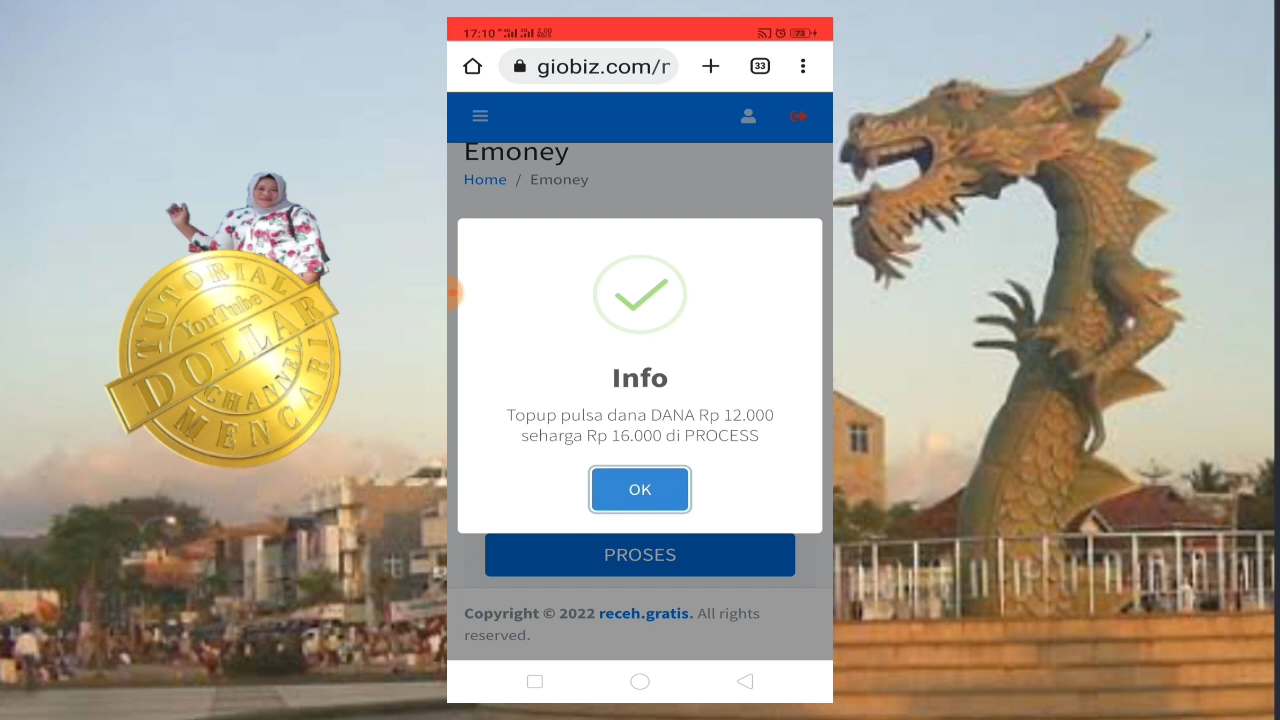 17:10
73
giobiz.com/r
33
Emoney
Home / Emoney
Info
Topup pulsa dana DANA Rp 12.000
seharga Rp 16.000 di PROCESS
OK
PROSES
Copyright © 2022 receh.gratis. All rights
reserved.
TUTORIAL
YouTube
DOLLAR
CHANNEL
MENCARI